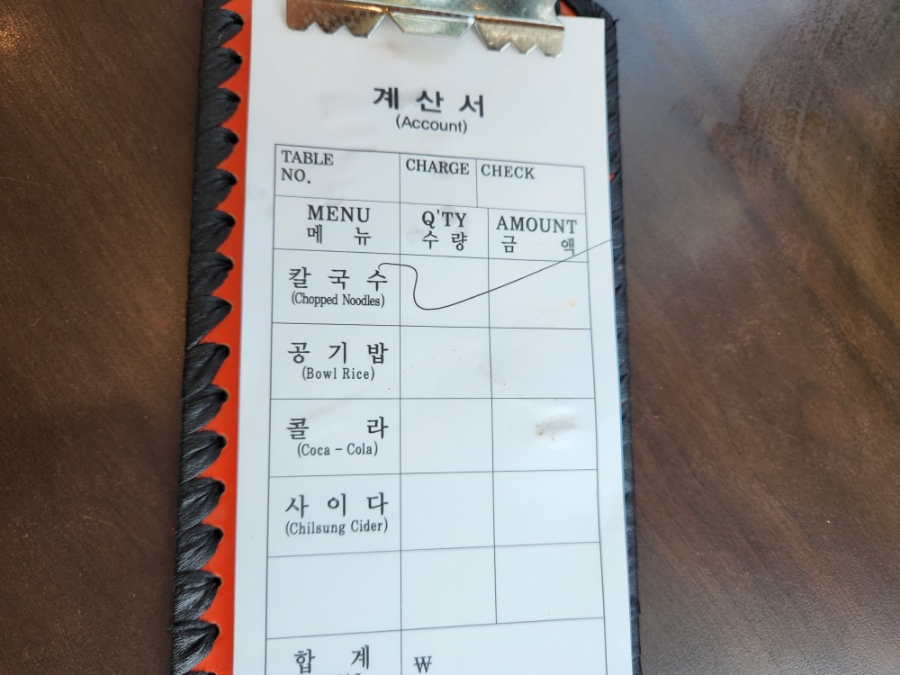 계 산 서
(Account)
TABLE NO. CHARGE CHECK
MENU Q'TY AMOUNT
메 뉴 수 량 금 액
칼 국 수
(Chopped Noodles)
공 기 밥
(Bowl Rice)
콜 라
(Coca - Cola)
사 이 다
(Chilsung Cider)
합 계 ₩